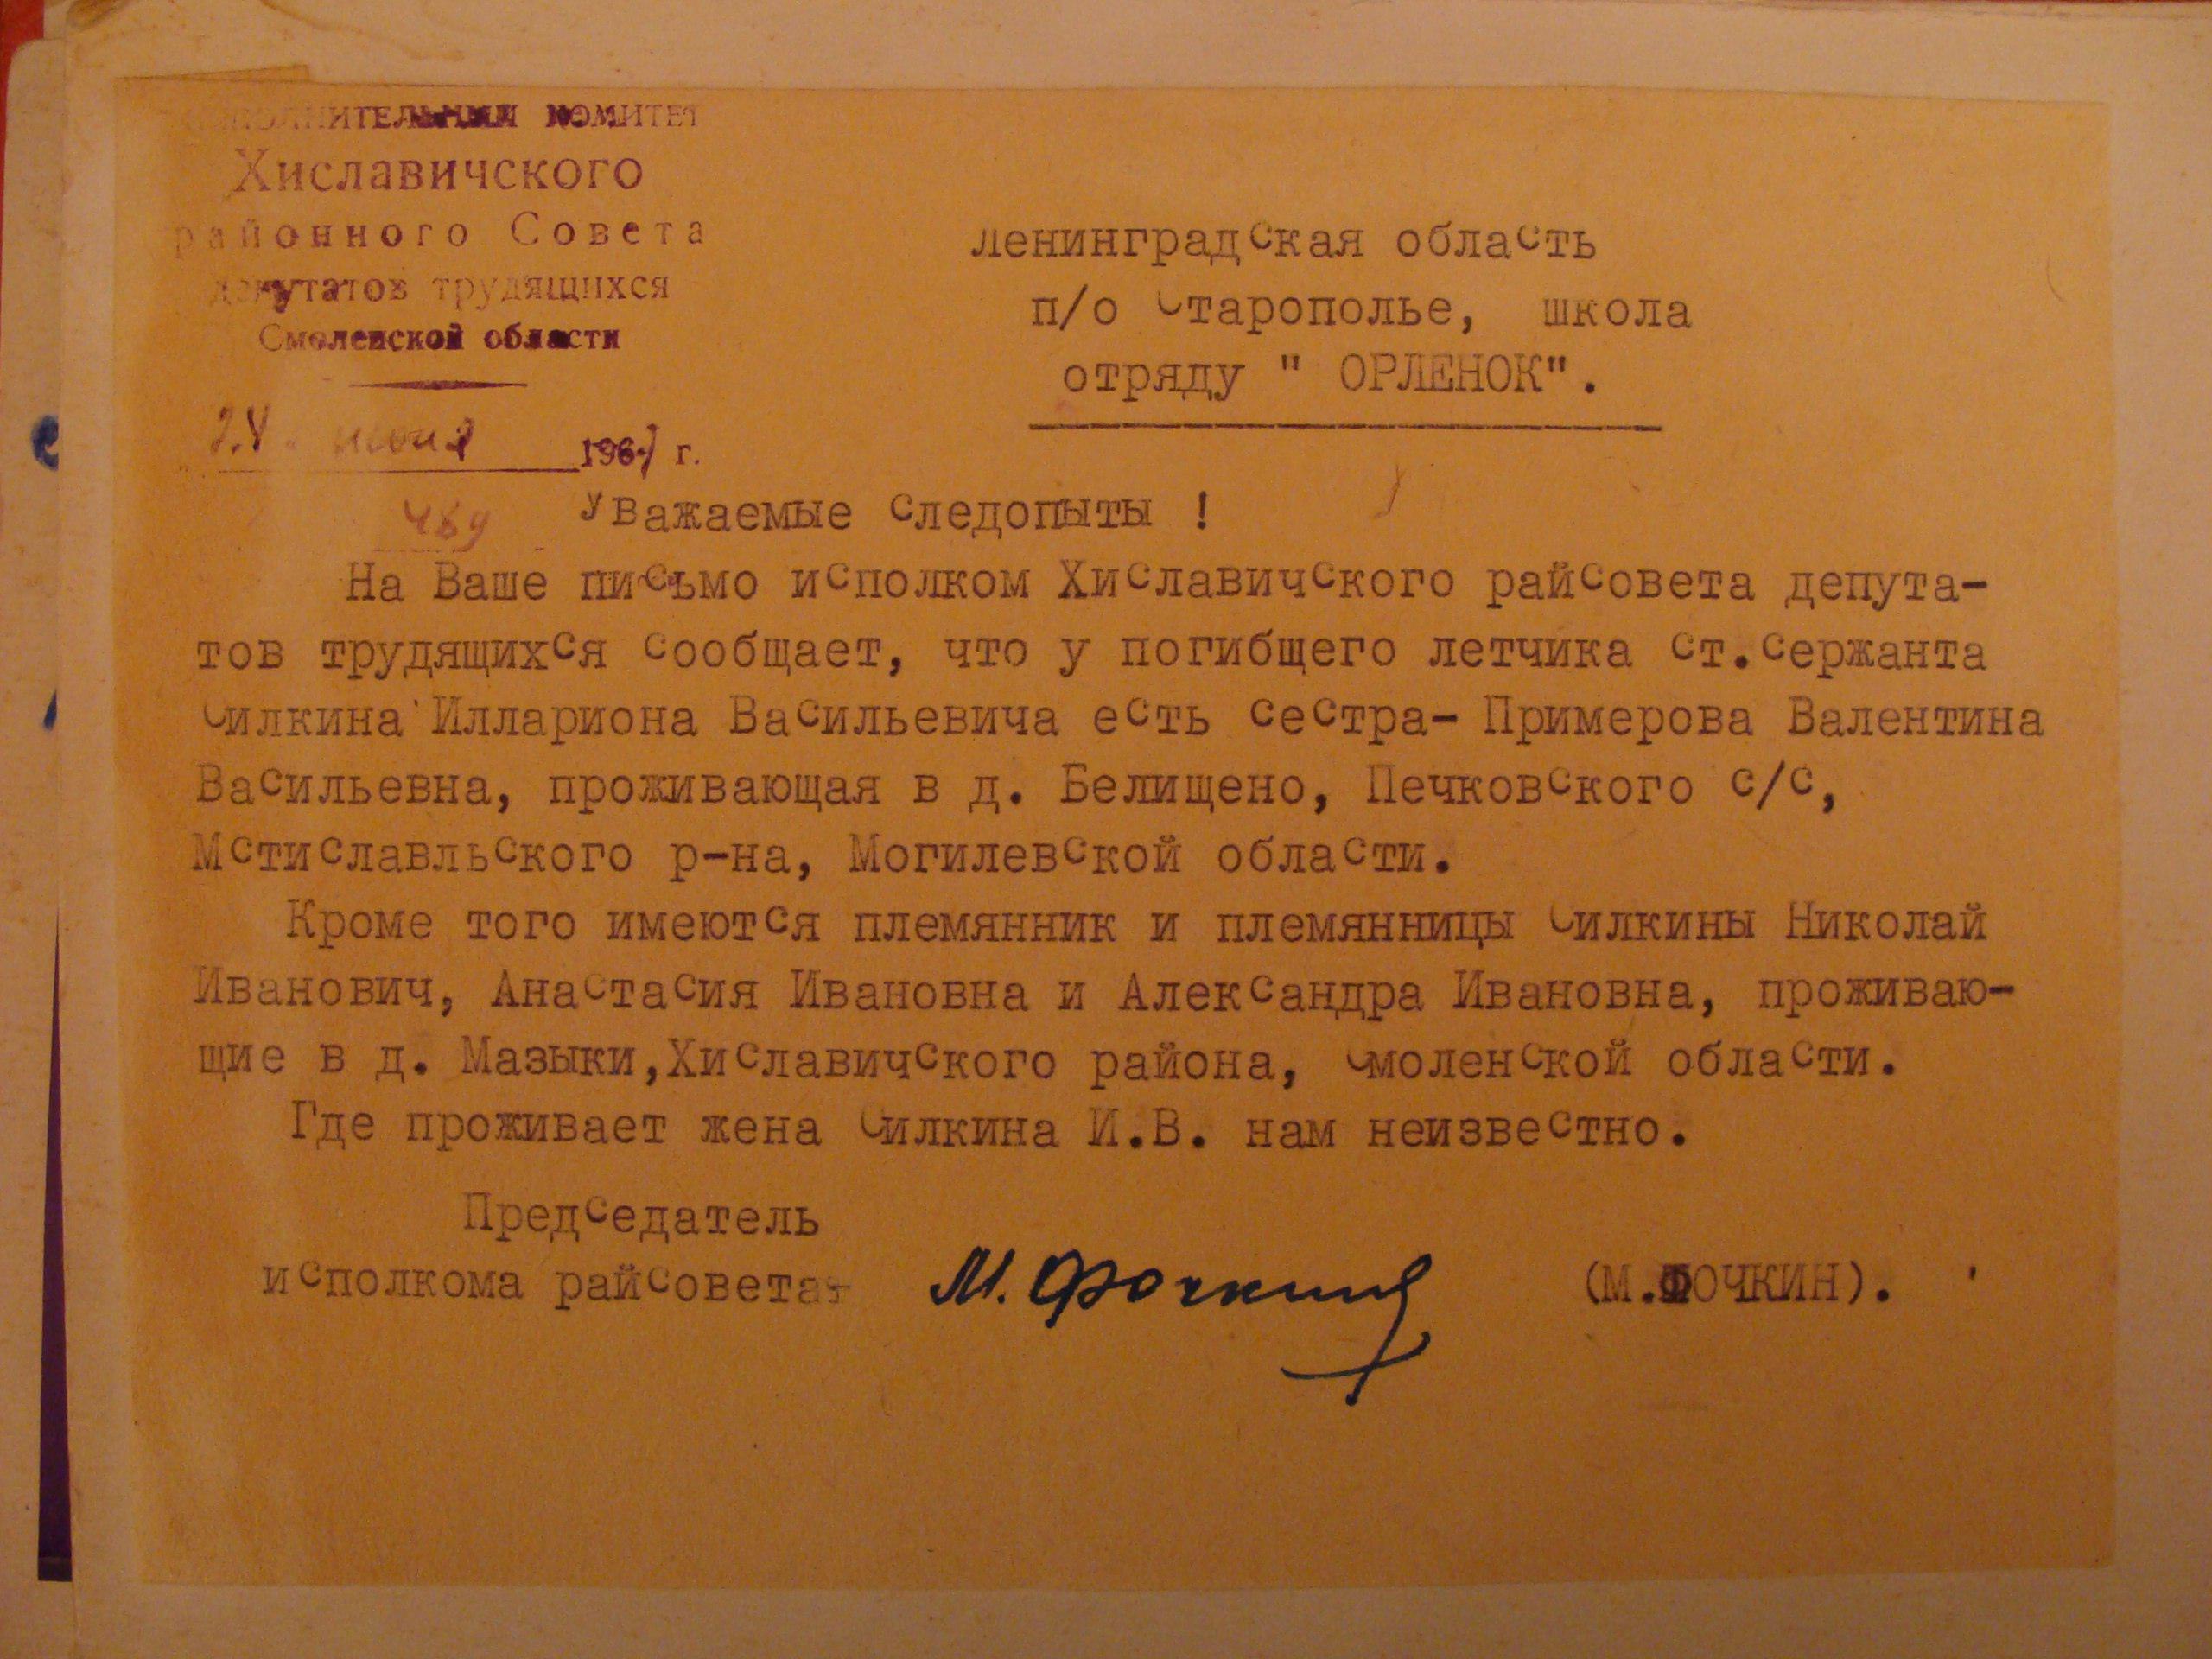 ИСПОЛНИТЕЛЬНЫЙ КОМИТЕТ
Хиславичского
районного Совета
депутатов трудящихся
Смоленской области
24 июня 1967 г.
489
Ленинградская область
п/о Старополье, школа
отряду " ОРЛЕНОК".
Уважаемые следопыты !
На Ваше письмо исполком Хиславичского райсовета депута-
тов трудящихся сообщает, что у погибщего летчика ст.сержанта
Силкина Иллариона Васильевича есть сестра- Примерова Валентина
Васильевна, проживающая в д. Белищено, Печковского с/с,
Мстиславльского р-на, Могилевской области.
Кроме того имеются племянник и племянницы Силкины Николай
Иванович, Анастасия Ивановна и Александра Ивановна, проживаю-
щие в д. Мазыки,Хиславичского района, Смоленской области.
Где проживает жена Силкина И.В. нам неизвестно.
Председатель
исполкома райсовета М. Фочкин (М.ФОЧКИН).